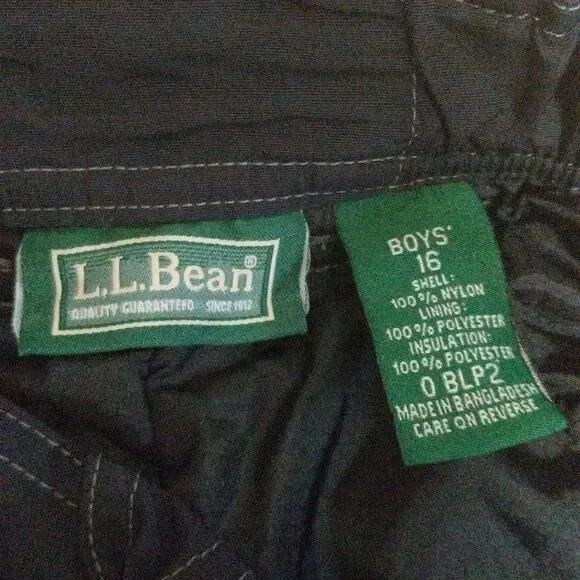 L.L.Bean®
QUALITY GUARANTEED SINCE 1912
BOYS'
16
SHELL:
100% NYLON
LINING:
100% POLYESTER
INSULATION:
100% POLYESTER
0 BLP2
MADE IN BANGLADESH
CARE ON REVERSE